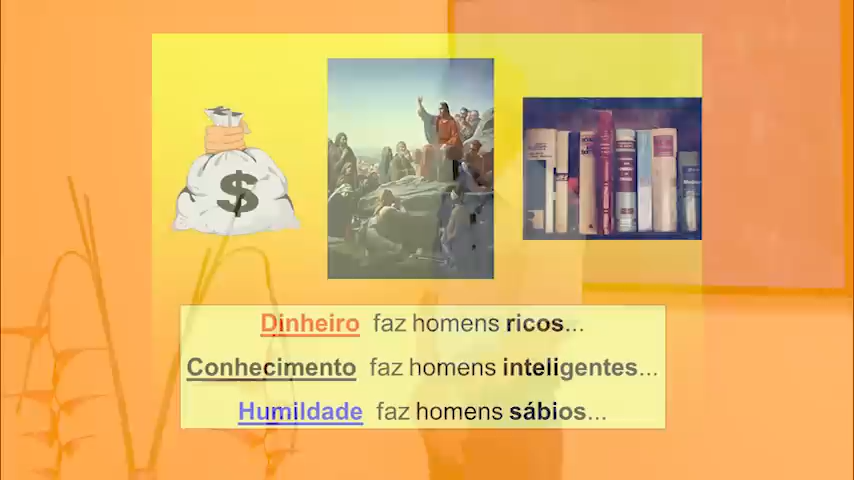 $
Dinheiro faz homens ricos...
Conhecimento faz homens inteligentes...
Humildade faz homens sábios...